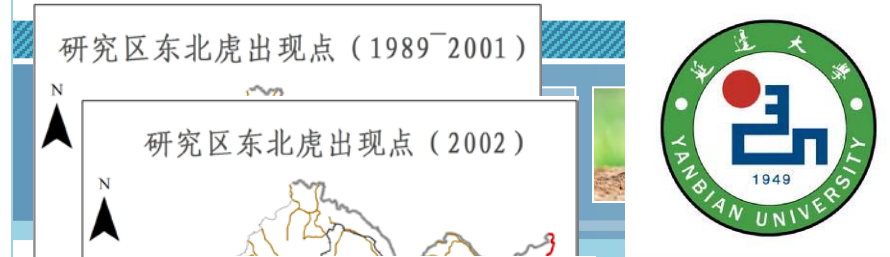 研究区东北虎出现点（1989‾2001）
N
研究区东北虎出现点（2002）
N
延边大学
1949
YANBIAN UNIVERSITY